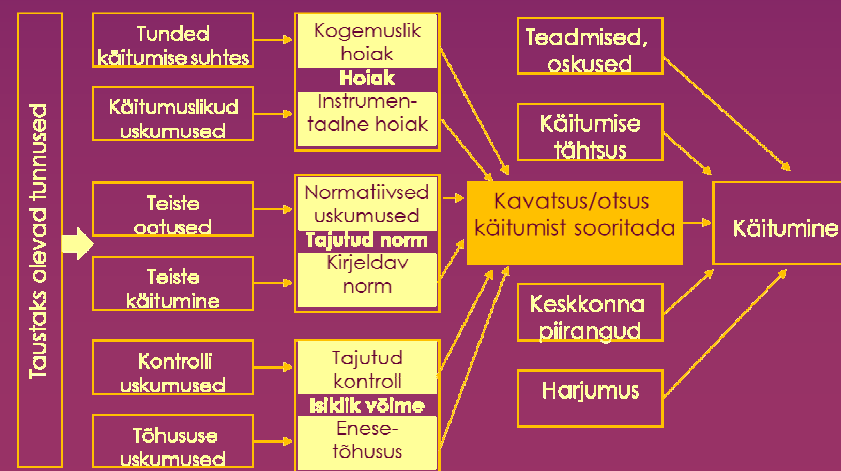 Taustaks olevad tunnused
Tunded
käitumise suhtes
Käitumuslikud
uskumused
Teiste
ootused
Teiste
käitumine
Kontrolli
uskumused
Tõhususe
uskumused
Kogemuslik
hoiak
Hoiak
Instrumen-
taalne hoiak
Normatiivsed
uskumused
Tajutud norm
Kirjeldav
norm
Tajutud
kontroll
Isiklik võime
Enese-
tõhusus
Kavatsus/otsus
käitumist sooritada
Teadmised,
oskused
Käitumise
tähtsus
Keskkonna
piirangud
Harjumus
Käitumine